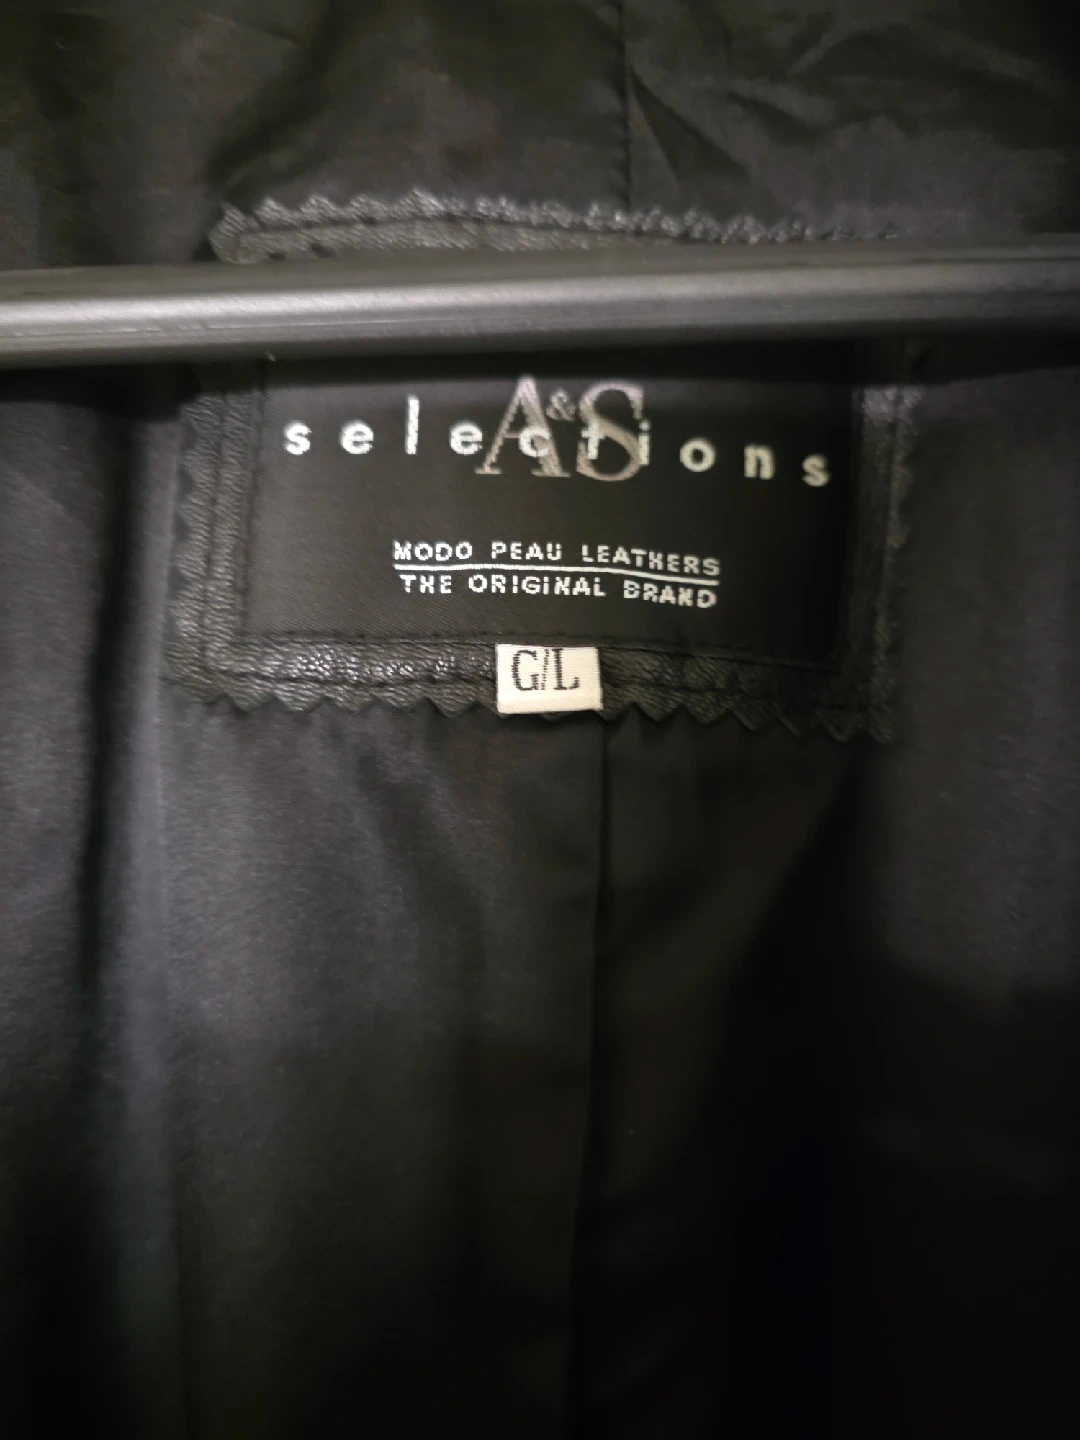 A&S
selections
MODO PEAU LEATHERS
THE ORIGINAL BRAND
G/L